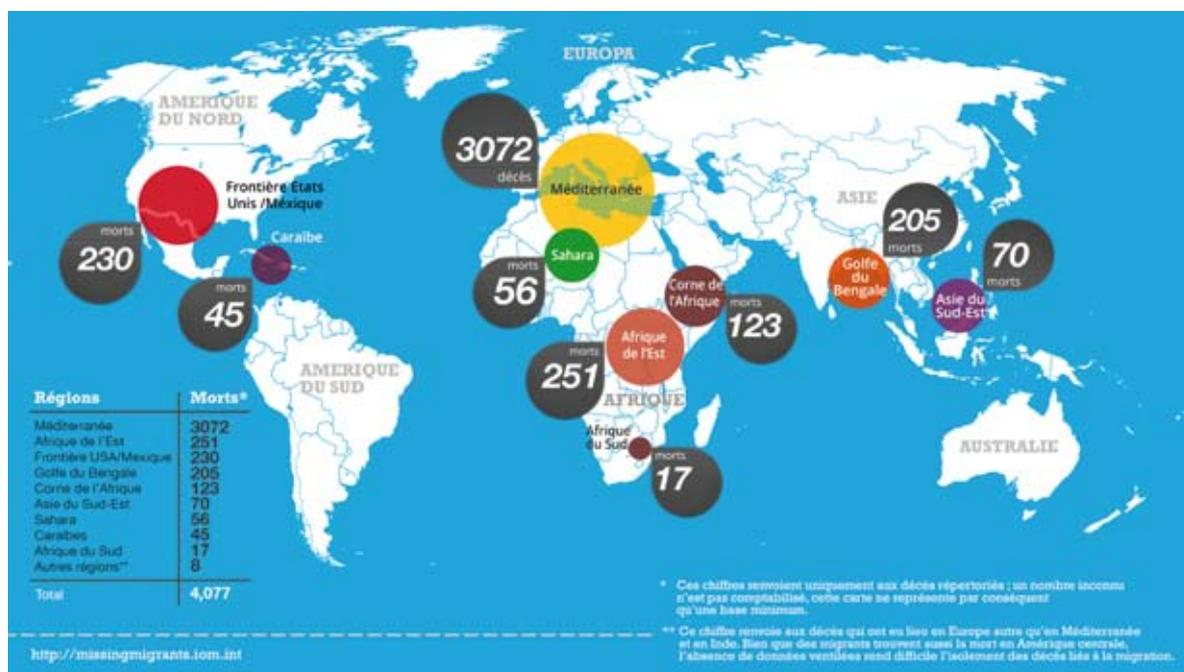 EUROPA
AMERIQUE
DU NORD
3072
décès
Méditerranée
Frontière États
Unis /Méxique
ASIE
205
morts
morts
230
Caraïbe
70
morts
Sahara
morts
56
Corne de
l'Afrique
Golfe
du
Bengale
morts
45
Asie du
Sud-Est
morts
123
Afrique
de l'Est
morts
251
AMERIQUE
DU SUD
AFRIQUE
Afrique
du Sud
morts
17
AUSTRALIE
Régions Morts*
Méditerranée 3072
Afrique de l'Est 251
Frontière USA/Mexique 230
Golfe du Bengale 205
Corne de l'Afrique 123
Asie du Sud-Est 70
Sahara 56
Caraïbes 45
Afrique du Sud 17
Autres régions** 8
Total 4,077
* Ces chiffres renvoient uniquement aux décès répertoriés ; un nombre inconnu
n'est pas comptabilisé, cette carte ne représente par conséquent
qu'une base minimum.
** Ce chiffre renvoie aux décès qui ont eu lieu en Europe autre qu'en Méditerranée
et en Inde. Bien que des migrants trouvent aussi la mort en Amérique centrale,
l'absence de données ventilées rend difficile l'isolement des décès liés à la migration.
http://missingmigrants.iom.int